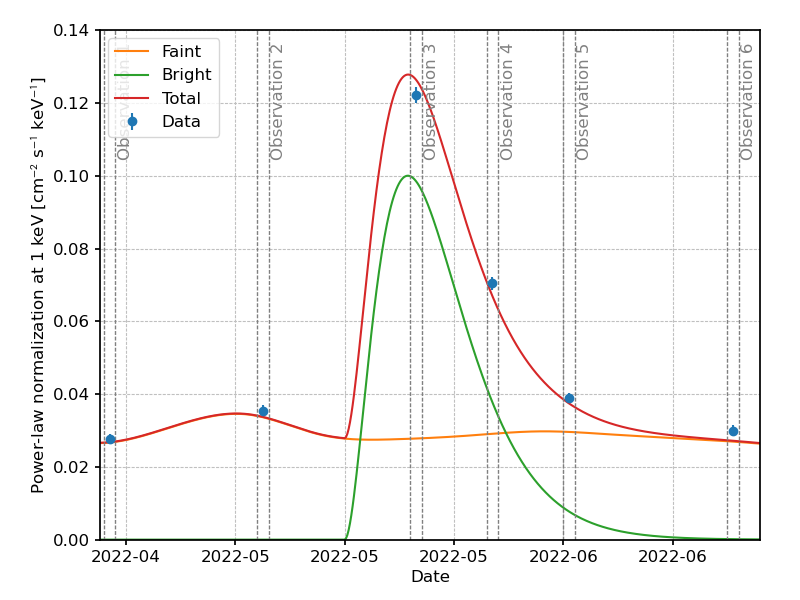 0.14
0.12
0.10
0.08
0.06
0.04
0.02
0.00
Power-law normalization at 1 keV [cm⁻² s⁻¹ keV⁻¹]
Faint
Bright
Total
Data
Observation 1
Observation 2
Observation 3
Observation 4
Observation 5
Observation 6
2022-04
2022-05
2022-05
2022-05
2022-06
2022-06
Date